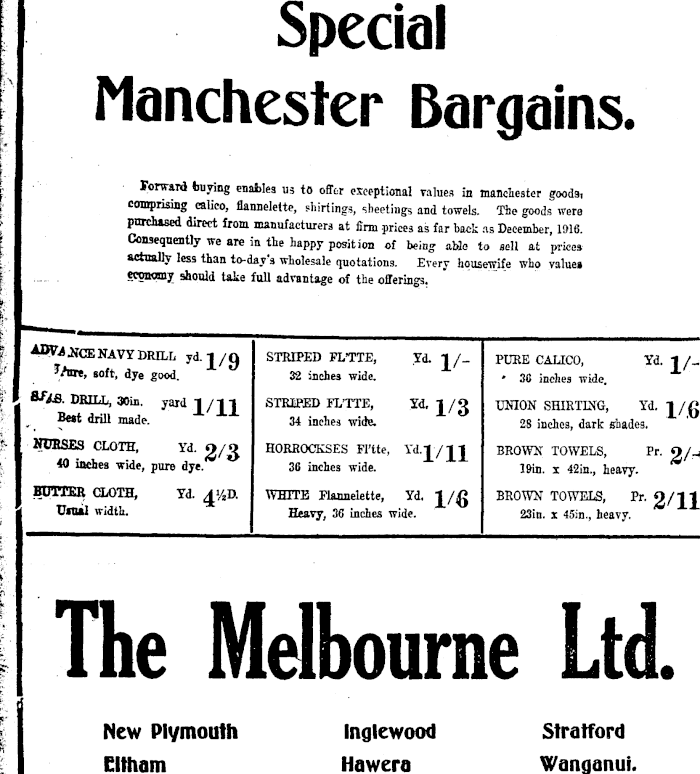 Special
Manchester Bargains.
Forward buying enables us to offer exceptional values in manchester goods,
comprising calico, flannelette, shirtings, sheetings and towels. The goods were
purchased direct from manufacturers at firm prices as far back as December, 1916.
Consequently we are in the happy position of being able to sell at prices
actually less than to-day's wholesale quotations. Every housewife who values
economy should take full advantage of the offerings.
ADVANCE NAVY DRILL yd. 1/9
Pure, soft, dye good.
DRILL, 30in. yard 1/11
Best drill made.
NURSES CLOTH, Yd. 2/3
40 inches wide, pure dye.
BUTTER CLOTH, Yd. 4½D.
Usual width.
STRIPED FL'TTE, Yd. 1/-
32 inches wide.
STRIPED FL'TTE, Yd. 1/3
34 inches wide.
HORROCKSES Fl'tte, Yd. 1/11
36 inches wide.
WHITE Flannelette, Yd. 1/6
Heavy, 36 inches wide.
PURE CALICO, Yd. 1/-
36 inches wide.
UNION SHIRTING, Yd. 1/6
28 inches, dark shades.
BROWN TOWELS, Pr. 2/-
19in. x 42in., heavy.
BROWN TOWELS, Pr. 2/11
23in. x 45in., heavy.
The Melbourne Ltd.
New Plymouth Inglewood Stratford
Eltham Hawera Wanganui.